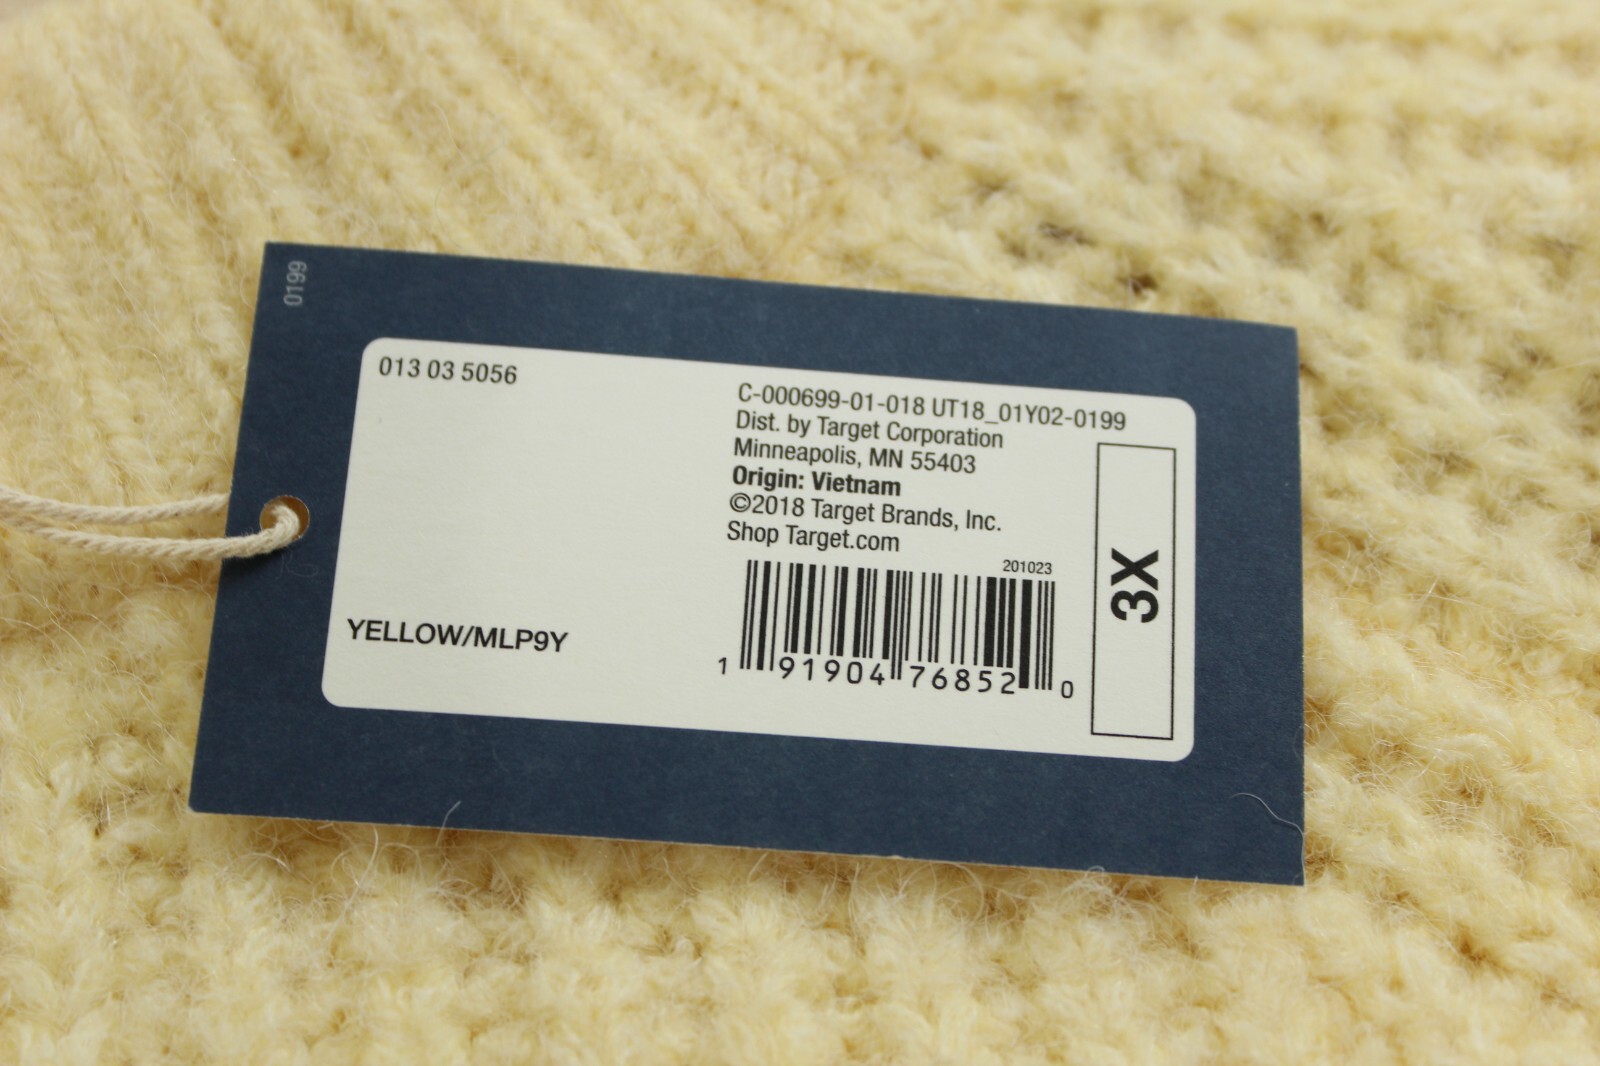 0199
013 03 5056
C-000699-01-018 UT18_01Y02-0199
Dist. by Target Corporation
Minneapolis, MN 55403
Origin: Vietnam
©2018 Target Brands, Inc.
Shop Target.com
201023
3X
YELLOW/MLP9Y
1 91904 76852 0